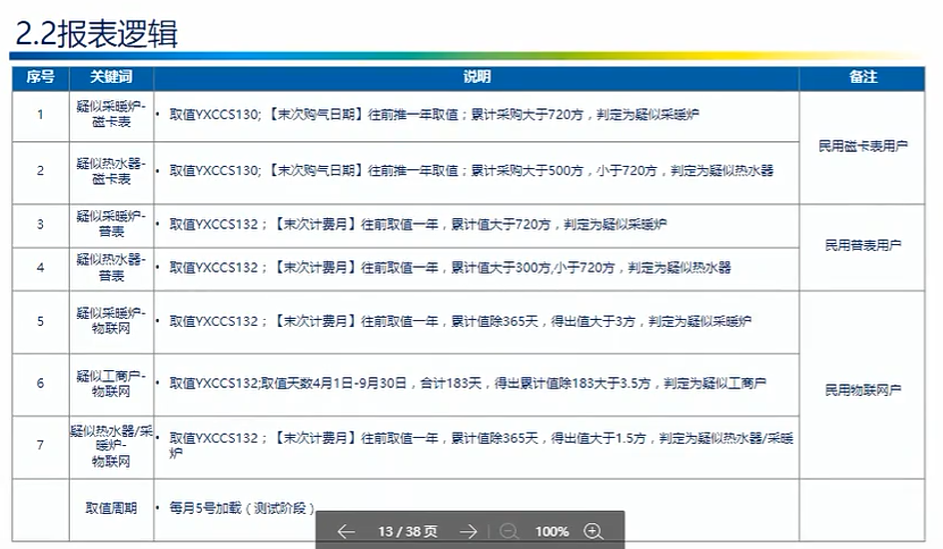 2.2报表逻辑
序号 关键词 说明 备注
1 疑似采暖炉-
磁卡表
• 取值YXCCS130; 【末次购气日期】往前推一年取值；累计采购大于720方，判定为疑似采暖炉
2 疑似热水器-
磁卡表
• 取值YXCCS130; 【末次购气日期】往前推一年取值；累计采购大于500方，小于720方，判定为疑似热水器
民用磁卡表用户
3 疑似采暖炉-
普表
• 取值YXCCS132；【末次计费月】往前取值一年，累计值大于720方，判定为疑似采暖炉
4 疑似热水器-
普表
• 取值YXCCS132；【末次计费月】往前取值一年，累计值大于300方,小于720方，判定为疑似热水器
民用普表用户
5 疑似采暖炉-
物联网
• 取值YXCCS132；【末次计费月】往前取值一年，累计值除365天，得出值大于3方，判定为疑似采暖炉
6 疑似工商户-
物联网
• 取值YXCCS132;取值天数4月1日-9月30日，合计183天，得出累计值除183大于3.5方，判定为疑似工商户
7 疑似热水器/采
暖炉-
物联网
• 取值YXCCS132；【末次计费月】往前取值一年，累计值除365天，得出值大于1.5方，判定为疑似热水器/采暖
炉
民用物联网户
取值周期 • 每月5号加载（测试阶段）
13 / 38 页 100%